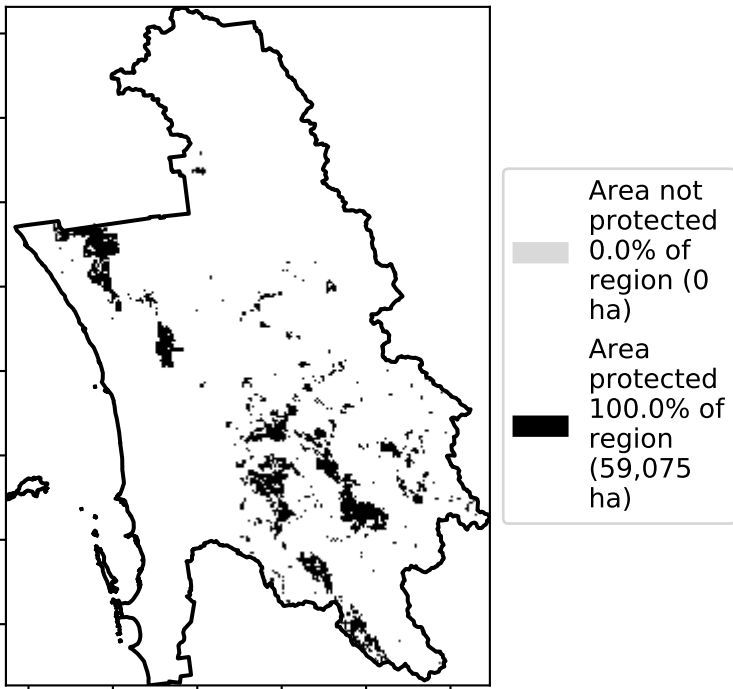 Area not
protected
0.0% of
region (0
ha)
Area
protected
100.0% of
region
(59,075
ha)